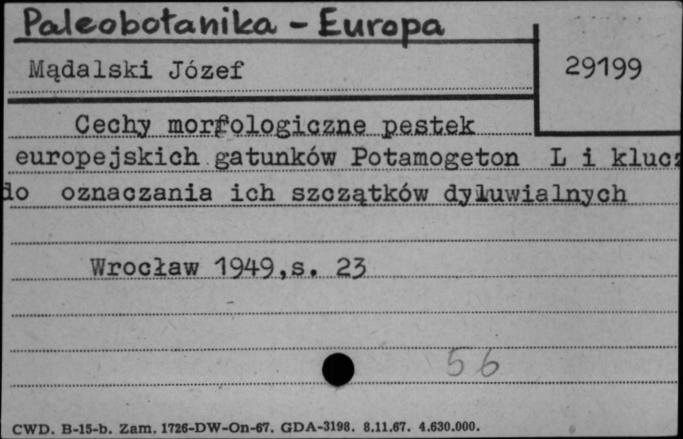 Paleobotanika - Europa
Mądalski Józef
29199
Cechy morfologiczne pestek
europejskich gatunków Potamogeton L i klucz
do oznaczania ich szczątków dyluwialnych
Wrocław 1949,s. 23
56
CWD. B-15-b. Zam. 1726-DW-On-67. GDA-3198. 8.11.67. 4.630.000.